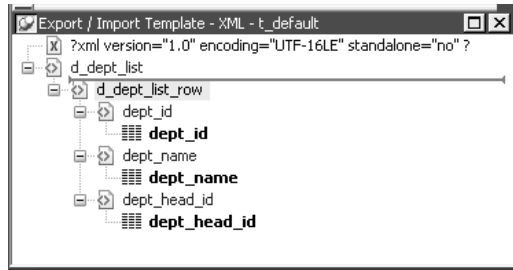 Export / Import Template - XML - t_default
?xml version="1.0" encoding="UTF-16LE" standalone="no" ?
d_dept_list
d_dept_list_row
dept_id
dept_id
dept_name
dept_name
dept_head_id
dept_head_id